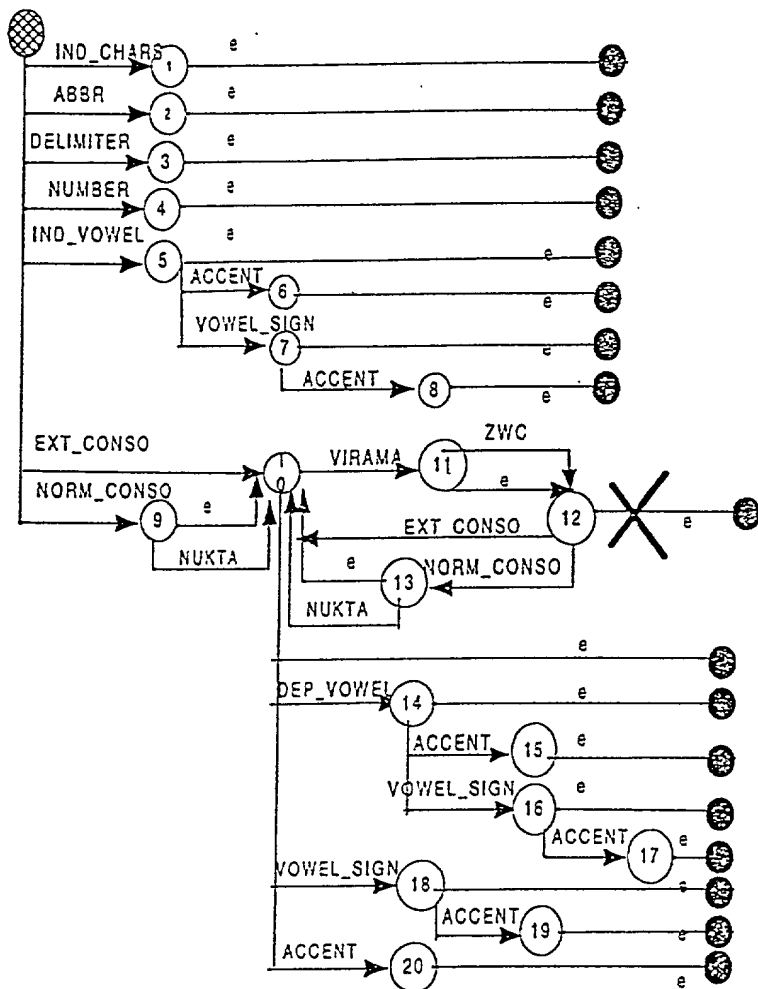 IND_CHARS 1 e
ABBR 2 e
DELIMITER 3 e
NUMBER 4 e
IND_VOWEL 5 e e
ACCENT 6 e
VOWEL_SIGN 7 e
ACCENT 8 e
EXT_CONSO 10 VIRAMA 11 ZWC
e 12 e
NORM_CONSO 9 e
EXT CONSO
NUKTA
e 13 NORM_CONSO
NUKTA
e
DEP_VOWEL 14 e
ACCENT 15 e
VOWEL_SIGN 16 e
ACCENT 17 e
VOWEL_SIGN 18 e
ACCENT 19 e
ACCENT 20 e